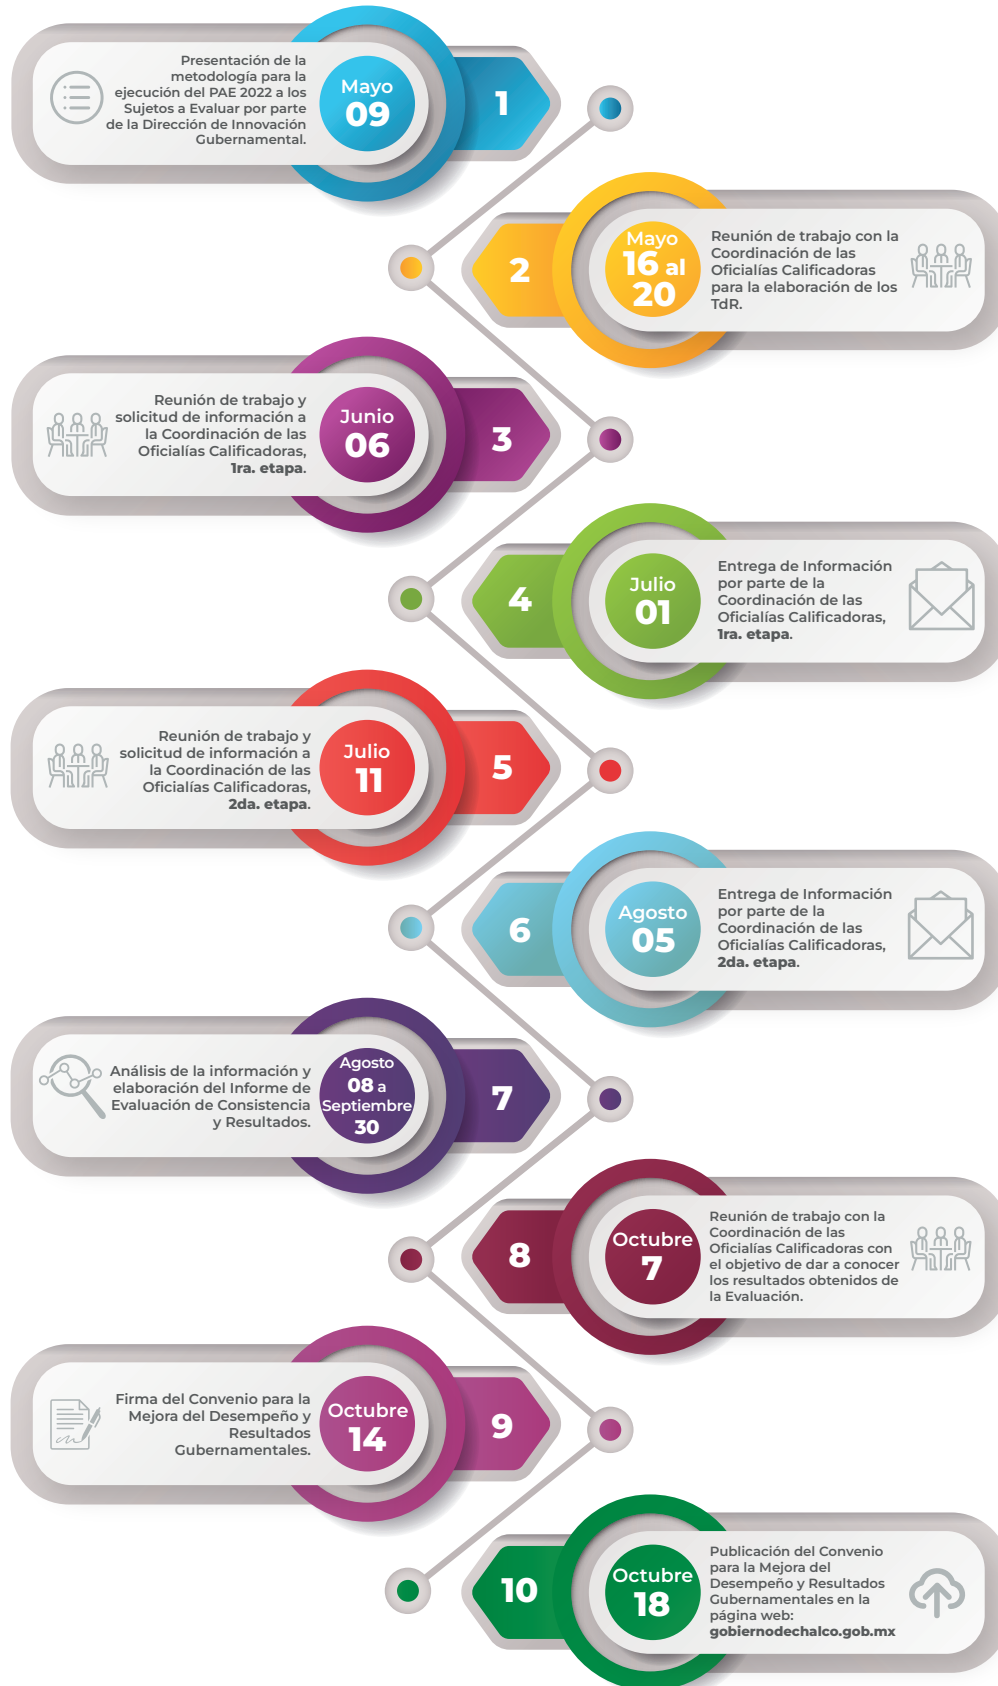 Presentación de la
metodología para la
ejecución del PAE 2022 a los
Sujetos a Evaluar por parte
de la Dirección de Innovación
Gubernamental.
Mayo
09
1
2
Mayo
16 al
20
Reunión de trabajo con la
Coordinación de las
Oficialías Calificadoras
para la elaboración de los
TdR.
Reunión de trabajo y
solicitud de información a
la Coordinación de las
Oficialías Calificadoras,
1ra. etapa.
Junio
06
3
4
Julio
01
Entrega de Información
por parte de la
Coordinación de las
Oficialías Calificadoras,
1ra. etapa.
Reunión de trabajo y
solicitud de información a
la Coordinación de las
Oficialías Calificadoras,
2da. etapa.
Julio
11
5
6
Agosto
05
Entrega de Información
por parte de la
Coordinación de las
Oficialías Calificadoras,
2da. etapa.
Análisis de la información y
elaboración del Informe de
Evaluación de Consistencia
y Resultados.
Agosto
08 a
Septiembre
30
7
8
Octubre
7
Reunión de trabajo con la
Coordinación de las
Oficialías Calificadoras con
el objetivo de dar a conocer
los resultados obtenidos de
la Evaluación.
Firma del Convenio para la
Mejora del Desempeño y
Resultados
Gubernamentales.
Octubre
14
9
10
Octubre
18
Publicación del Convenio
para la Mejora del
Desempeño y Resultados
Gubernamentales en la
página web:
gobiernodechalco.gob.mx